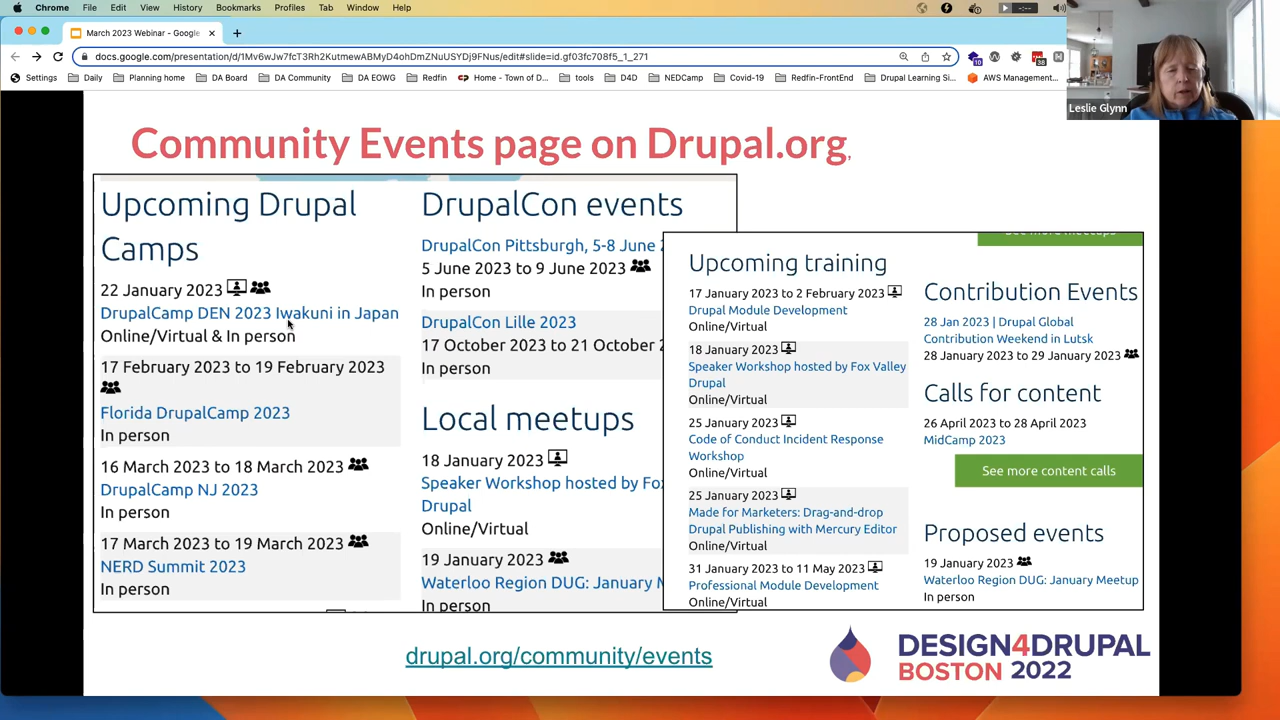 Chrome File Edit View History Bookmarks Profiles Tab Window Help
March 2023 Webinar - Google
docs.google.com/presentation/d/1Mv6wJw7fcT3Rh2KutmewABMyD4ohDmZNuUSYDj9FNus/edit#slide=id.gf03fc708f5_1_271
Settings Daily Planning home DA Board DA Community DA EOWG Redfin Home - Town of D... tools D4D NEDCamp Covid-19 Redfin-FrontEnd Drupal Learning Si... AWS Management...
Leslie Glynn
Community Events page on Drupal.org,
Upcoming Drupal
Camps
22 January 2023
DrupalCamp DEN 2023 Iwakuni in Japan
Online/Virtual & In person
17 February 2023 to 19 February 2023
Florida DrupalCamp 2023
In person
16 March 2023 to 18 March 2023
DrupalCamp NJ 2023
In person
17 March 2023 to 19 March 2023
NERD Summit 2023
In person
DrupalCon events
DrupalCon Pittsburgh, 5-8 June 2
5 June 2023 to 9 June 2023
In person
DrupalCon Lille 2023
17 October 2023 to 21 October 2
In person
Local meetups
18 January 2023
Speaker Workshop hosted by Fox
Drupal
Online/Virtual
19 January 2023
Waterloo Region DUG: January M
In person
Upcoming training
17 January 2023 to 2 February 2023
Drupal Module Development
Online/Virtual
18 January 2023
Speaker Workshop hosted by Fox Valley
Drupal
Online/Virtual
25 January 2023
Code of Conduct Incident Response
Workshop
Online/Virtual
25 January 2023
Made for Marketers: Drag-and-drop
Drupal Publishing with Mercury Editor
Online/Virtual
31 January 2023 to 11 May 2023
Professional Module Development
Online/Virtual
See more meetups
Contribution Events
28 Jan 2023 | Drupal Global
Contribution Weekend in Lutsk
28 January 2023 to 29 January 2023
Calls for content
26 April 2023 to 28 April 2023
MidCamp 2023
See more content calls
Proposed events
19 January 2023
Waterloo Region DUG: January Meetup
In person
drupal.org/community/events
DESIGN4DRUPAL
BOSTON 2022